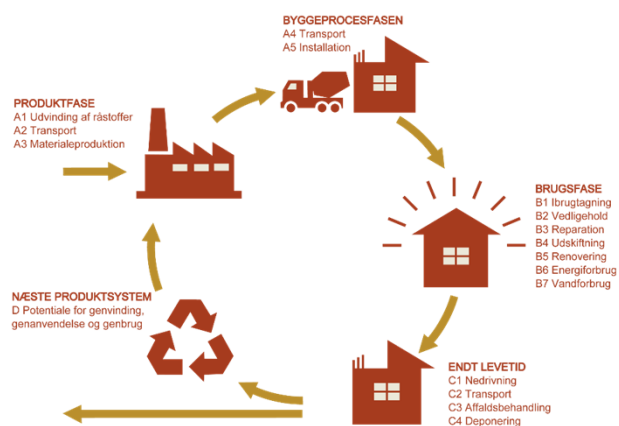 BYGGEPROCESFASEN
A4 Transport
A5 Installation
PRODUKTFASE
A1 Udvinding af råstoffer
A2 Transport
A3 Materialeproduktion
BRUGSFASE
B1 Ibrugtagning
B2 Vedligehold
B3 Reparation
B4 Udskiftning
B5 Renovering
B6 Energiforbrug
B7 Vandforbrug
NÆSTE PRODUKTSYSTEM
D Potentiale for genvinding,
genanvendelse og genbrug
ENDT LEVETID
C1 Nedrivning
C2 Transport
C3 Affaldsbehandling
C4 Deponering